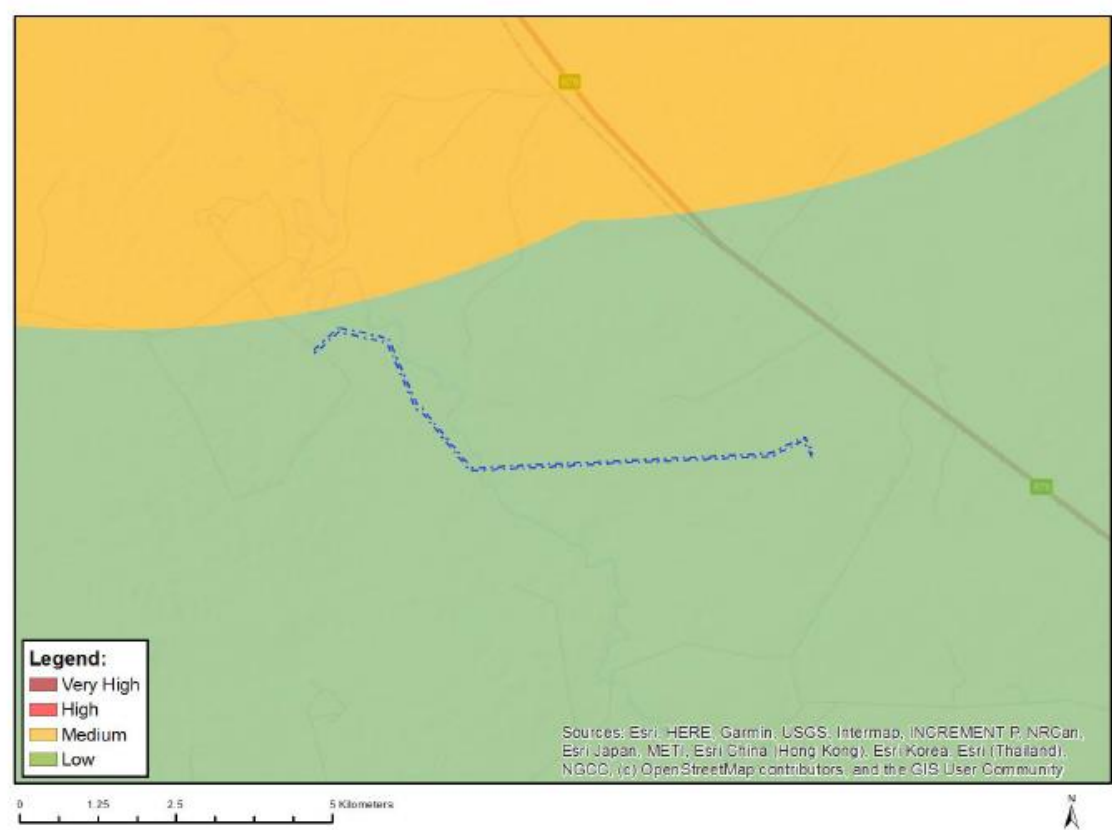 Legend:
Very High
High
Medium
Low
Sources: Esri, HERE, Garmin, USGS, Intermap, INCREMENT P, NRCan,
Esri Japan, METI, Esri China (Hong Kong), Esri Korea, Esri (Thailand),
NGCC, (c) OpenStreetMap contributors, and the GIS User Community
0 1.25 2.5 5 Kilometers
N